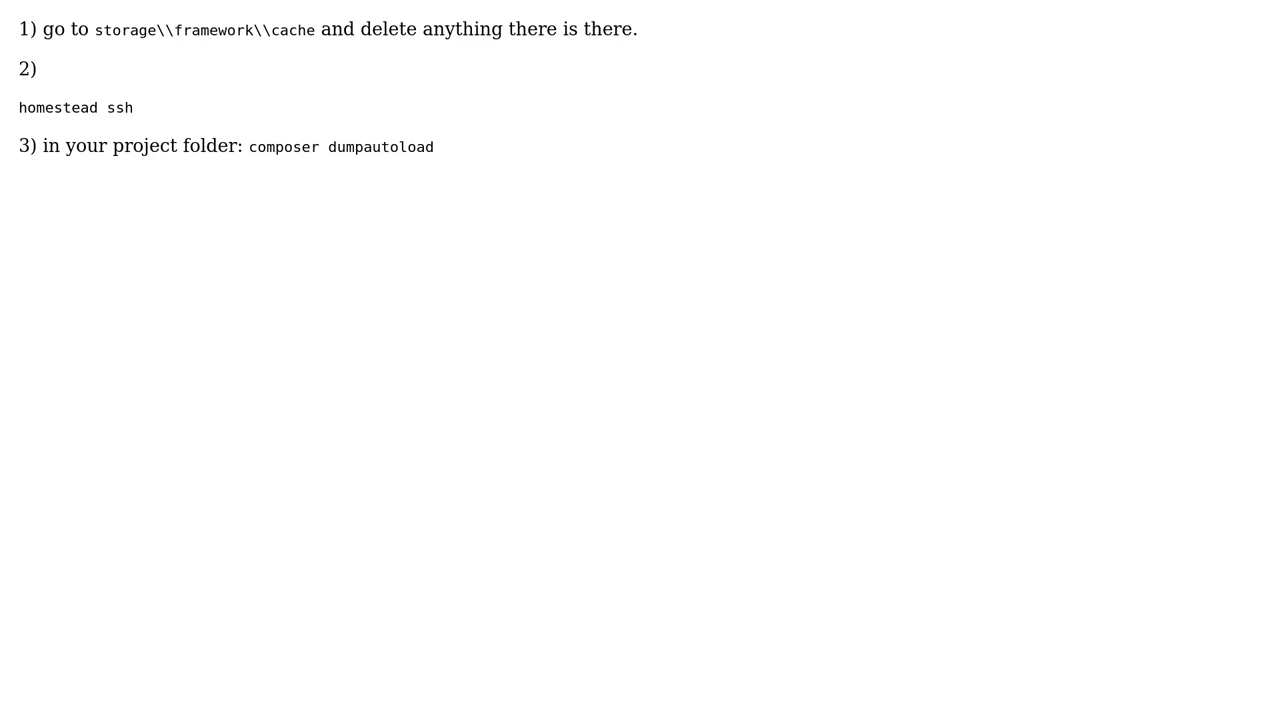 1) go to storage\\framework\\cache and delete anything there is there.
2)
homestead ssh
3) in your project folder: composer dumpautoload